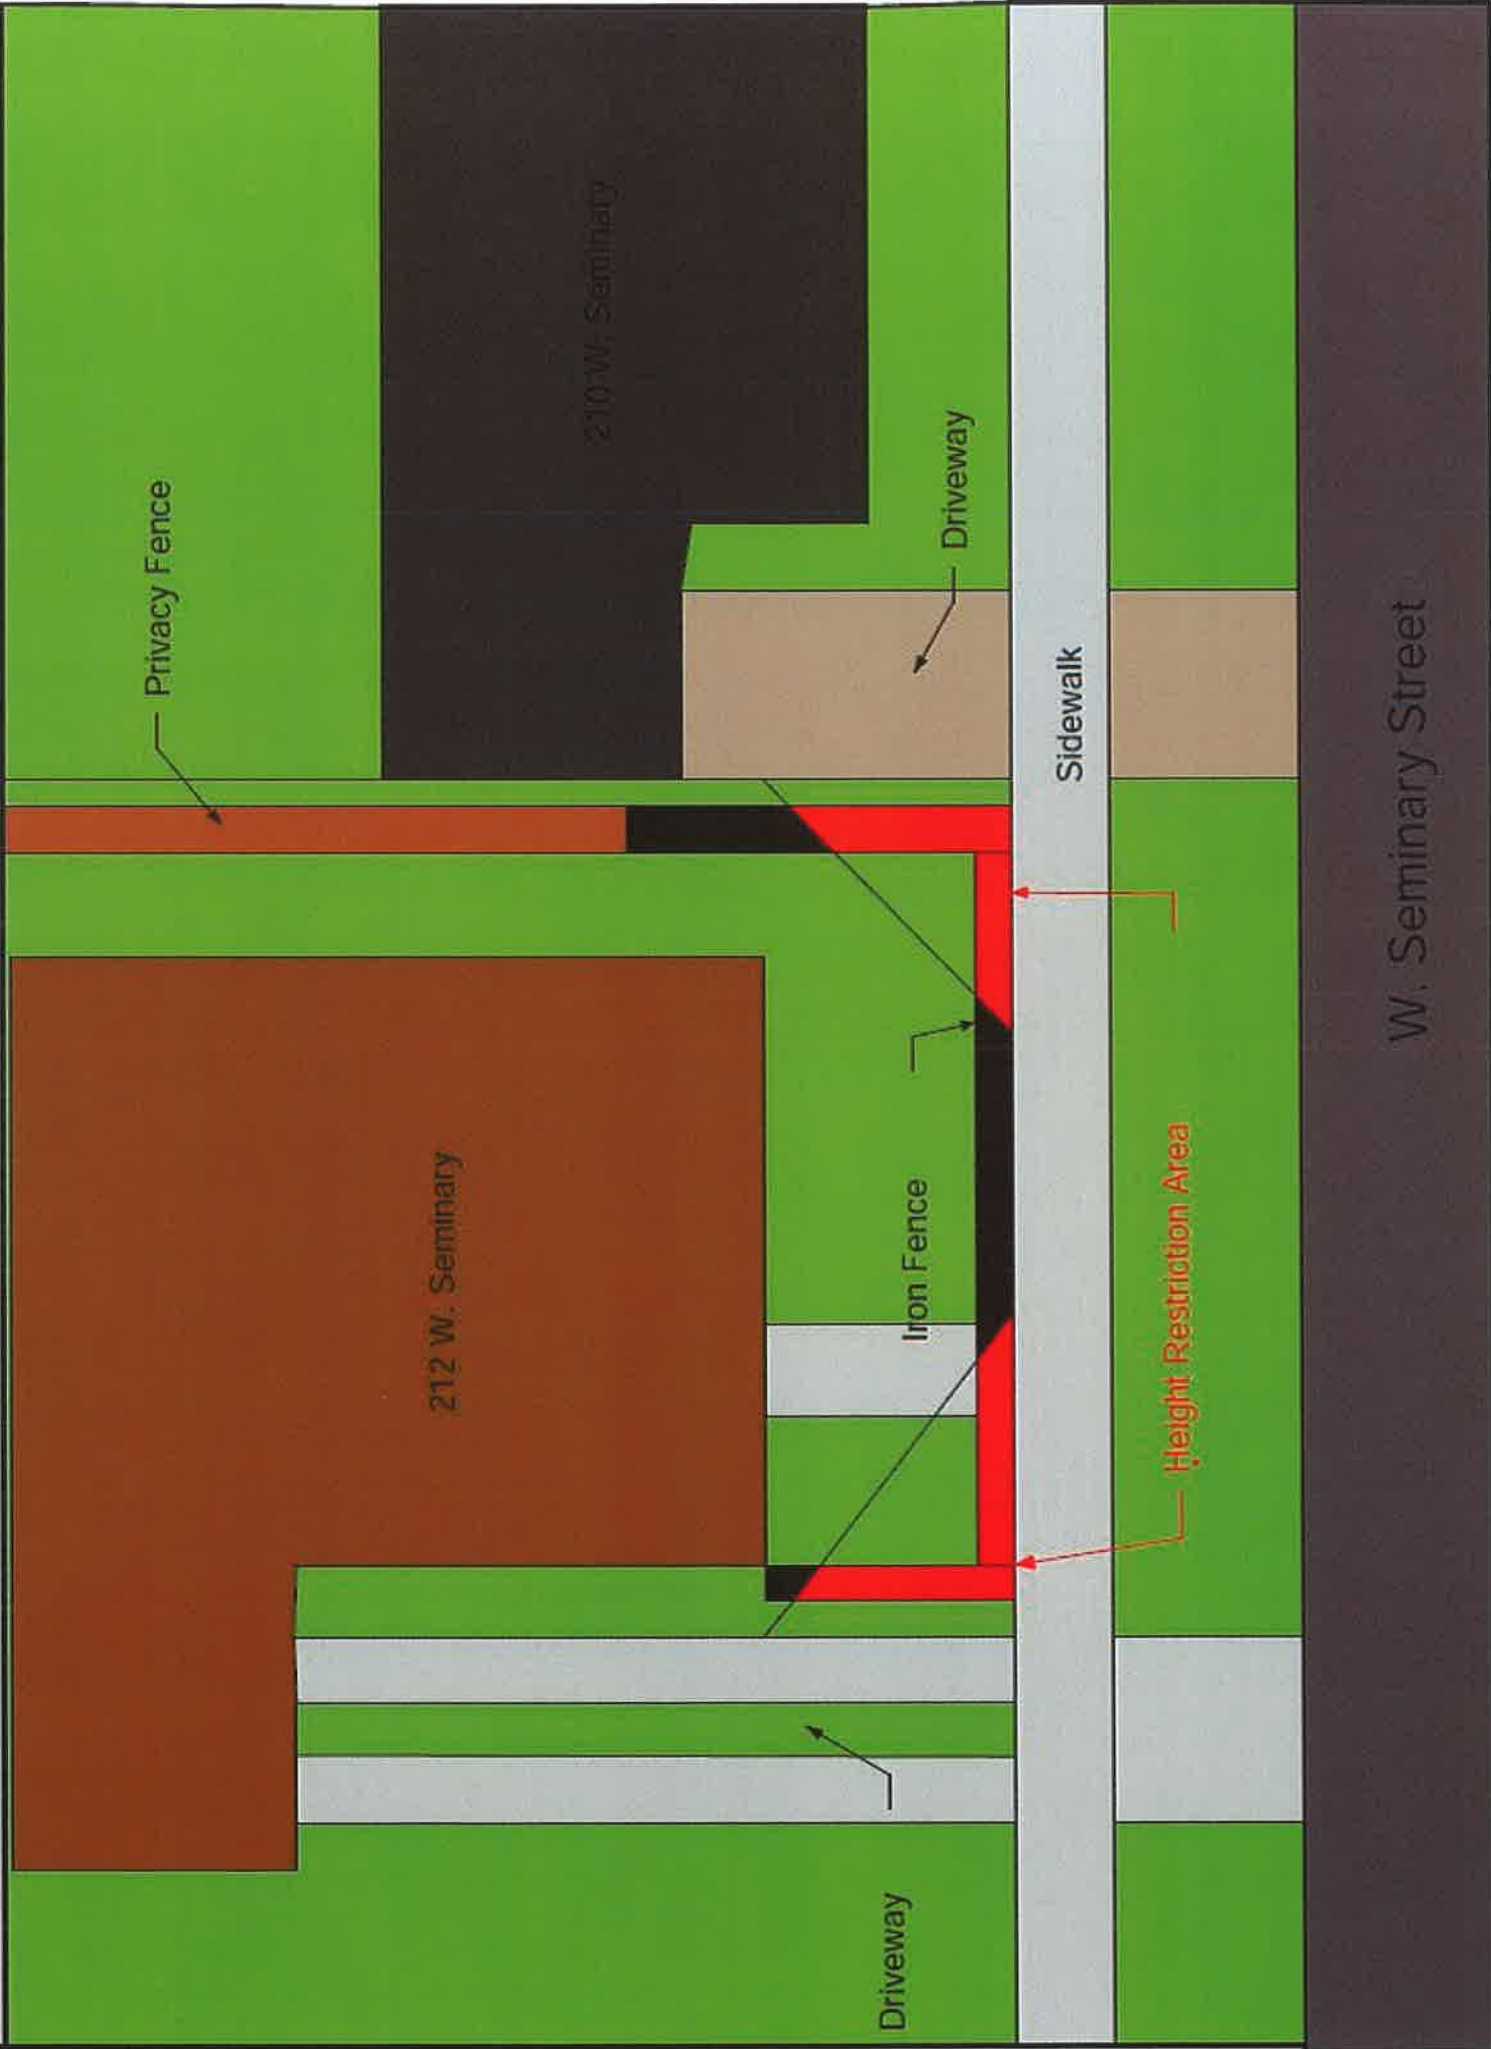 Privacy Fence
210 W. Seminary
Driveway
Sidewalk
W. Seminary Street
212 W. Seminary
Iron Fence
Height Restriction Area
Driveway